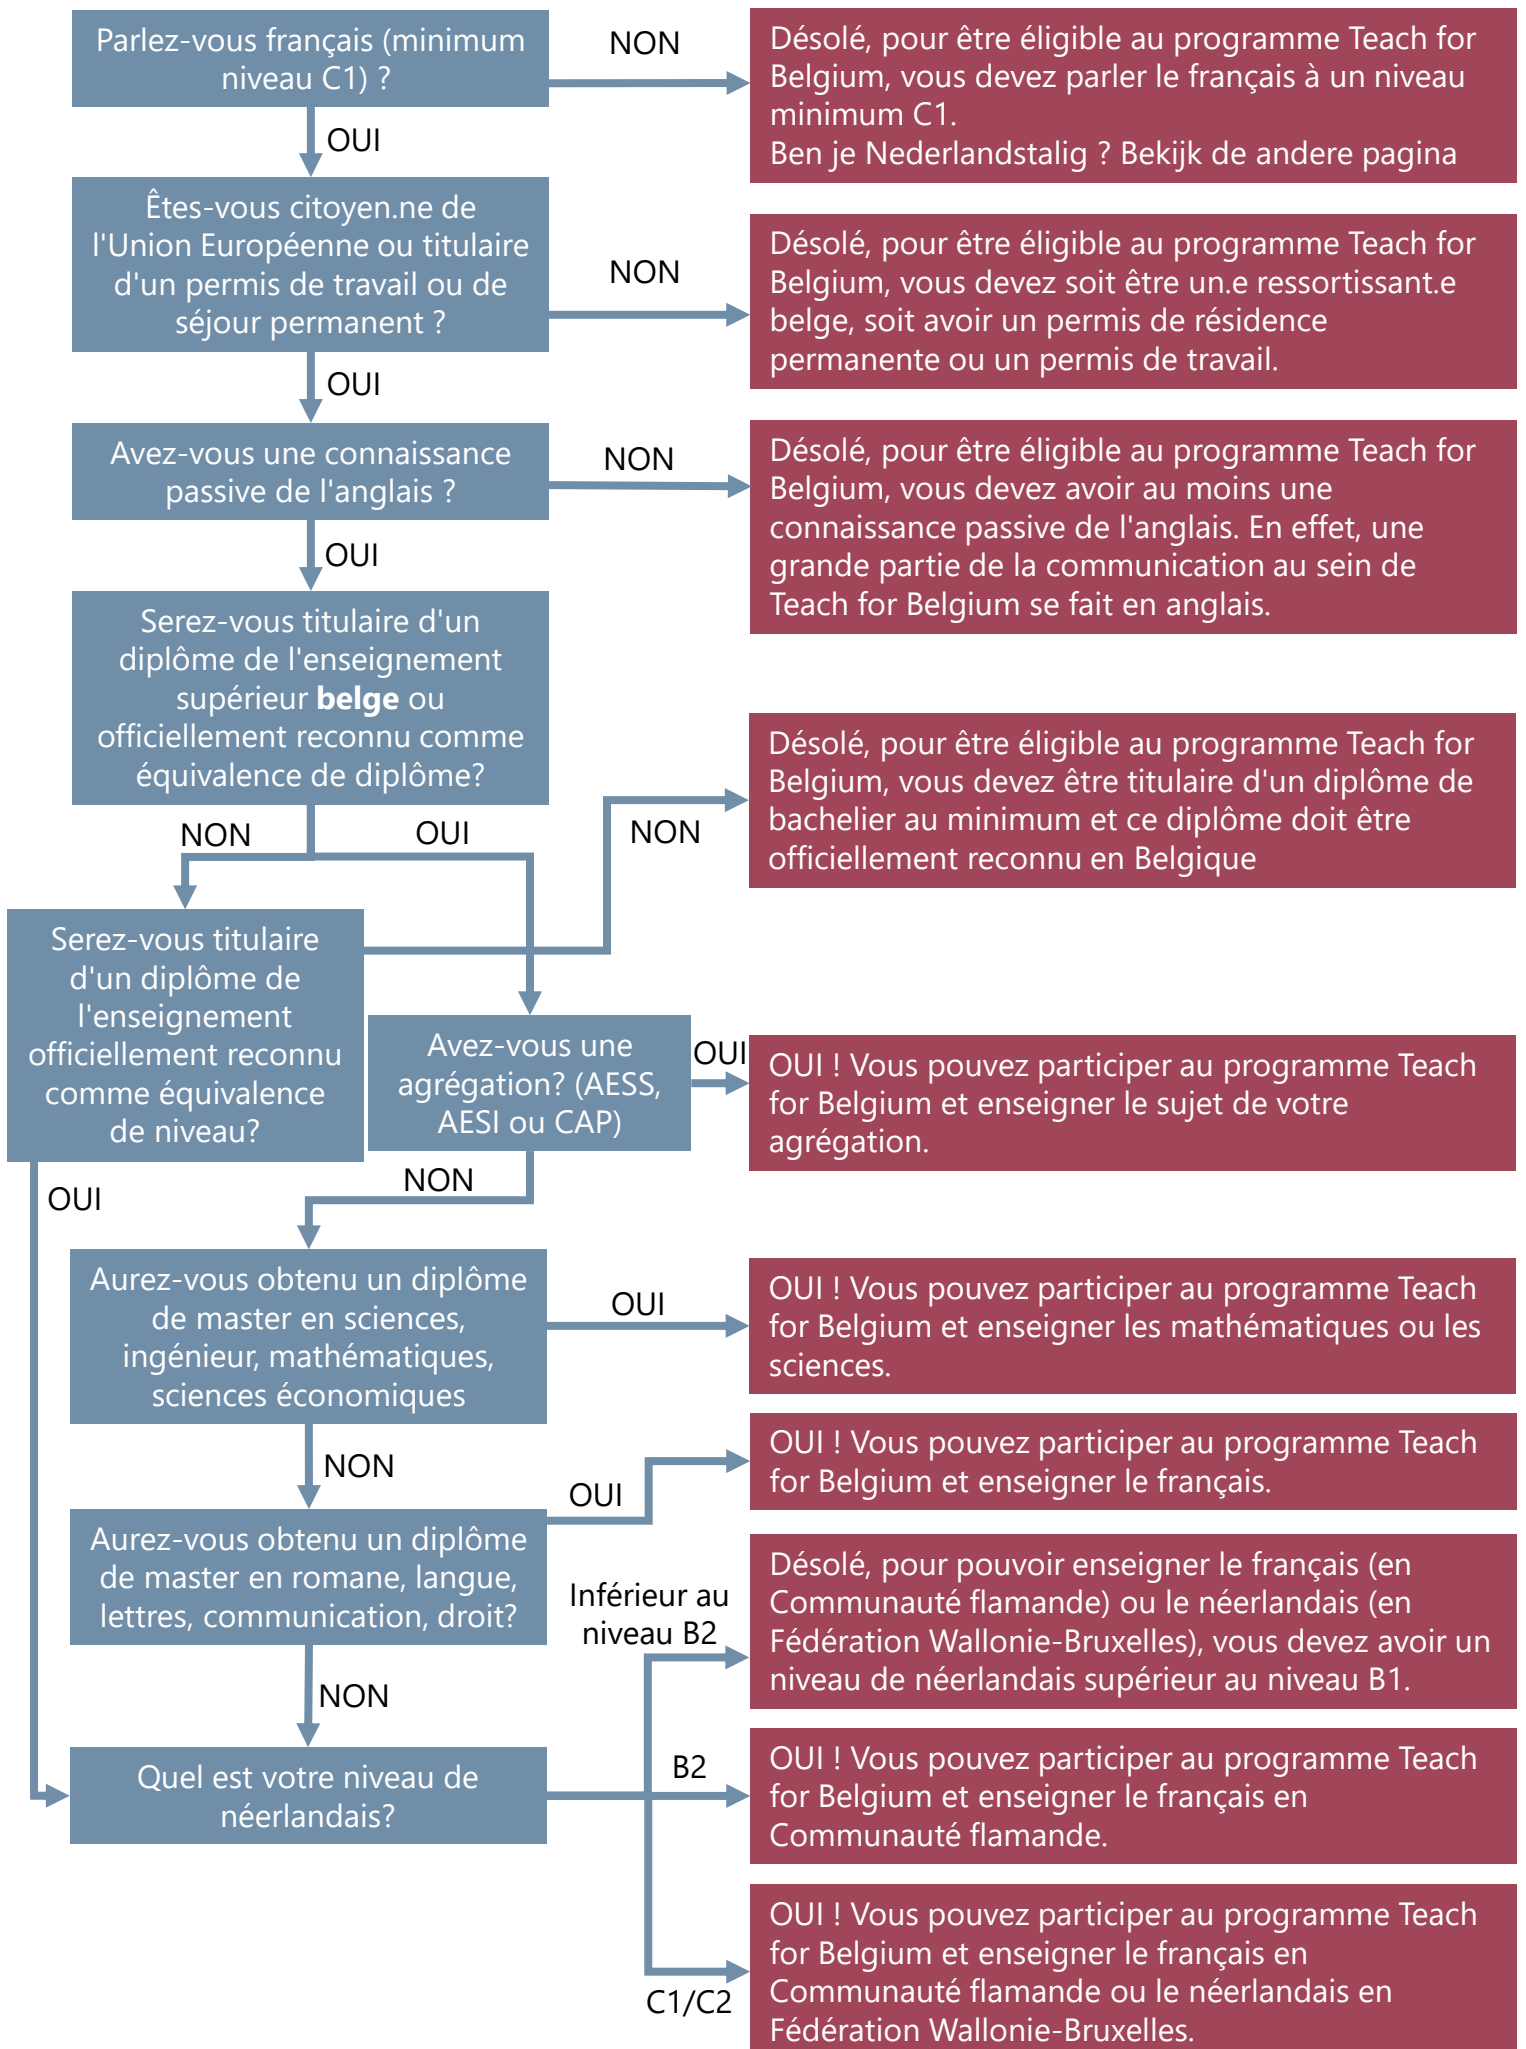 Parlez-vous français (minimum
niveau C1) ?
NON
Désolé, pour être éligible au programme Teach for
Belgium, vous devez parler le français à un niveau
minimum C1.
Ben je Nederlandstalig ? Bekijk de andere pagina
OUI
Êtes-vous citoyen.ne de
l'Union Européenne ou titulaire
d'un permis de travail ou de
séjour permanent ?
NON
Désolé, pour être éligible au programme Teach for
Belgium, vous devez soit être un.e ressortissant.e
belge, soit avoir un permis de résidence
permanente ou un permis de travail.
OUI
Avez-vous une connaissance
passive de l'anglais ?
NON
Désolé, pour être éligible au programme Teach for
Belgium, vous devez avoir au moins une
connaissance passive de l'anglais. En effet, une
grande partie de la communication au sein de
Teach for Belgium se fait en anglais.
OUI
Serez-vous titulaire d'un
diplôme de l'enseignement
supérieur belge ou
officiellement reconnu comme
équivalence de diplôme?
NON
OUI
NON
Désolé, pour être éligible au programme Teach for
Belgium, vous devez être titulaire d'un diplôme de
bachelier au minimum et ce diplôme doit être
officiellement reconnu en Belgique
Serez-vous titulaire
d'un diplôme de
l'enseignement
officiellement reconnu
comme équivalence
de niveau?
Avez-vous une
agrégation? (AESS,
AESI ou CAP)
OUI
OUI ! Vous pouvez participer au programme Teach
for Belgium et enseigner le sujet de votre
agrégation.
NON
OUI
Aurez-vous obtenu un diplôme
de master en sciences,
ingénieur, mathématiques,
sciences économiques
OUI
OUI ! Vous pouvez participer au programme Teach
for Belgium et enseigner les mathématiques ou les
sciences.
NON
OUI
OUI ! Vous pouvez participer au programme Teach
for Belgium et enseigner le français.
Aurez-vous obtenu un diplôme
de master en romane, langue,
lettres, communication, droit?
Inférieur au
niveau B2
Désolé, pour pouvoir enseigner le français (en
Communauté flamande) ou le néerlandais (en
Fédération Wallonie-Bruxelles), vous devez avoir un
niveau de néerlandais supérieur au niveau B1.
NON
Quel est votre niveau de
néerlandais?
B2
OUI ! Vous pouvez participer au programme Teach
for Belgium et enseigner le français en
Communauté flamande.
C1/C2
OUI ! Vous pouvez participer au programme Teach
for Belgium et enseigner le français en
Communauté flamande ou le néerlandais en
Fédération Wallonie-Bruxelles.